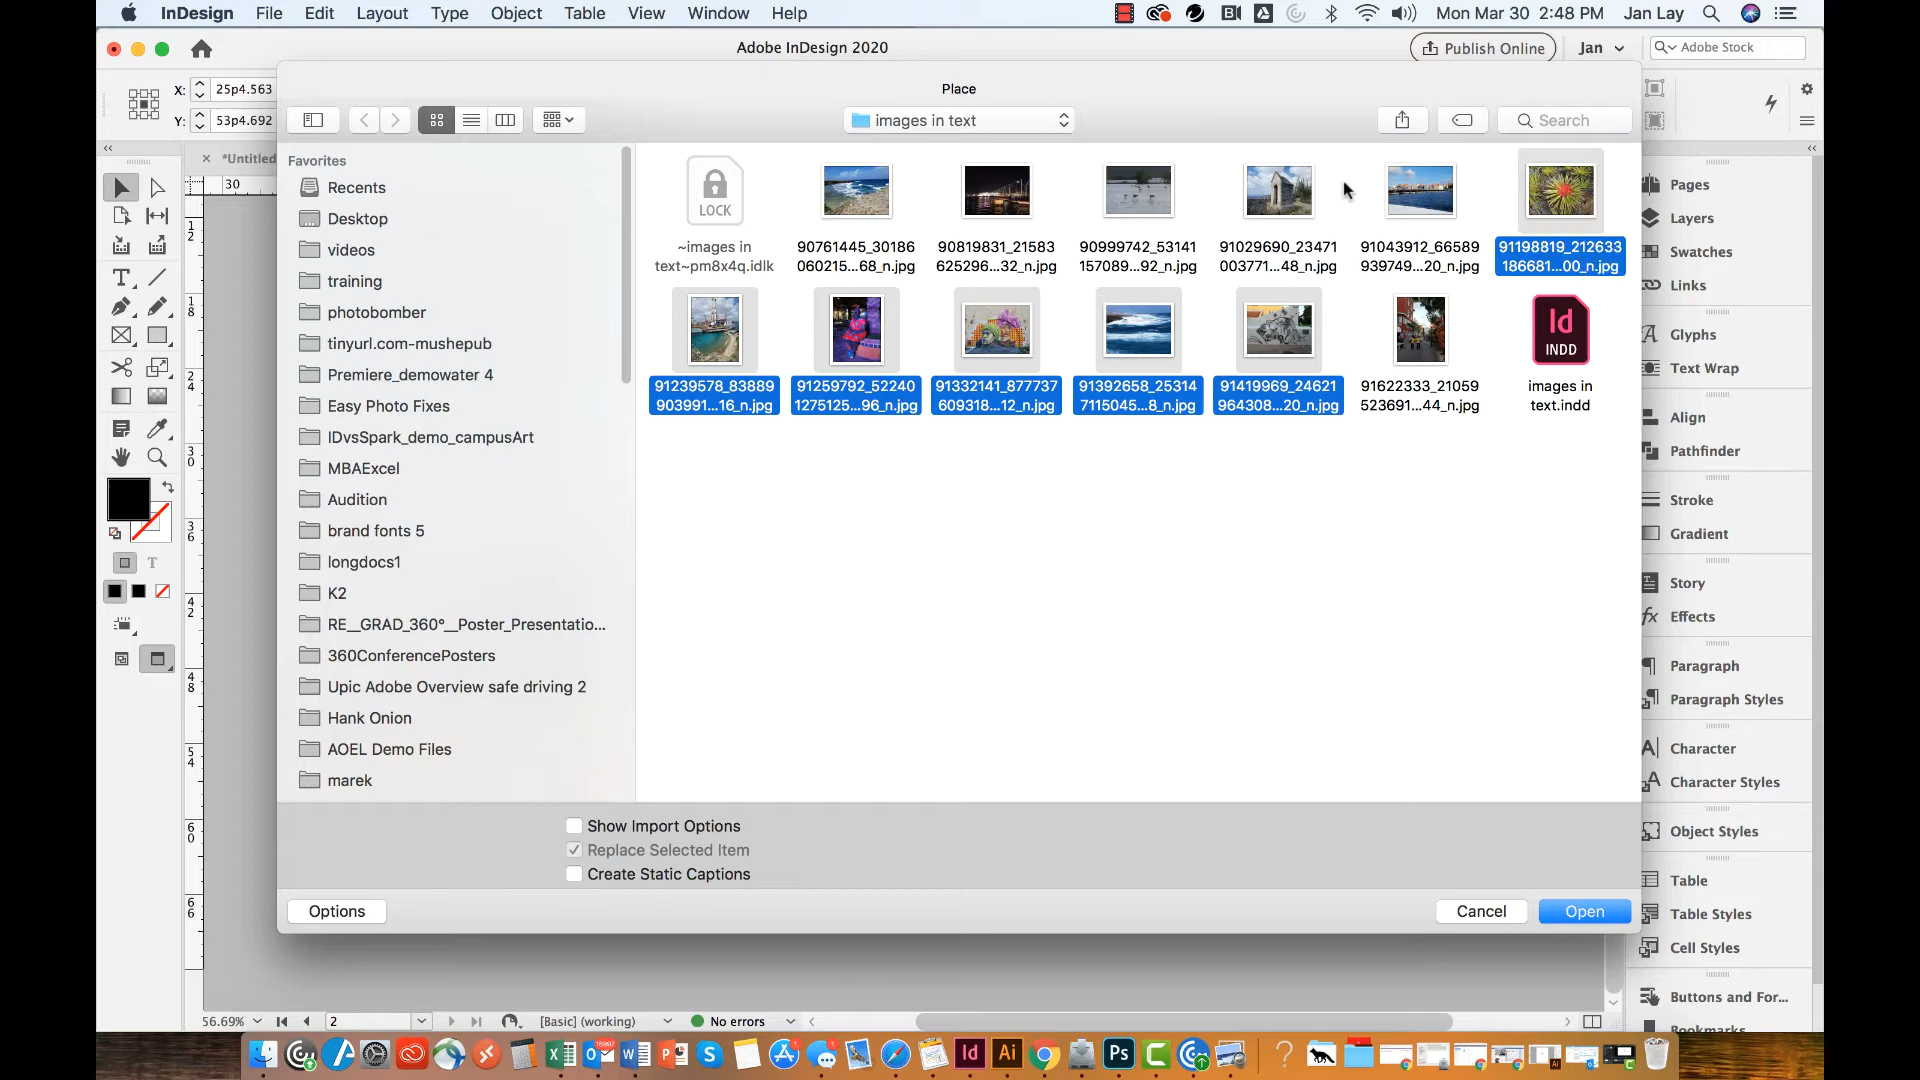 InDesign File Edit Layout Type Object Table View Window Help Mon Mar 30 2:48 PM Jan Lay
Adobe InDesign 2020 Publish Online Jan Adobe Stock
X: 25p4.563
Y: 53p4.692
Place
images in text
Search
*Untitled
30
Favorites
Recents
Desktop
videos
training
photobomber
tinyurl.com-mushepub
Premiere_demowater 4
Easy Photo Fixes
IDvsSpark_demo_campusArt
MBAExcel
Audition
brand fonts 5
longdocs1
K2
RE__GRAD_360°__Poster_Presentatio...
360ConferencePosters
Upic Adobe Overview safe driving 2
Hank Onion
AOEL Demo Files
marek
LOCK
~images in
text~pm8x4q.idlk
90761445_30186
060215...68_n.jpg
90819831_21583
625296...32_n.jpg
90999742_53141
157089...92_n.jpg
91029690_23471
003771...48_n.jpg
91043912_66589
939749...20_n.jpg
91198819_212633
186681...00_n.jpg
91239578_83889
903991...16_n.jpg
91259792_52240
1275125...96_n.jpg
91332141_877737
609318...12_n.jpg
91392658_25314
7115045...8_n.jpg
91419969_24621
964308...20_n.jpg
91622333_21059
523691...44_n.jpg
Id
INDD
images in
text.indd
Show Import Options
Replace Selected Item
Create Static Captions
Options
Cancel
Open
Pages
Layers
Swatches
Links
Glyphs
Text Wrap
Align
Pathfinder
Stroke
Gradient
Story
Effects
Paragraph
Paragraph Styles
Character
Character Styles
Object Styles
Table
Table Styles
Cell Styles
Buttons and For...
Bookmarks
56.69% 2 [Basic] (working) No errors